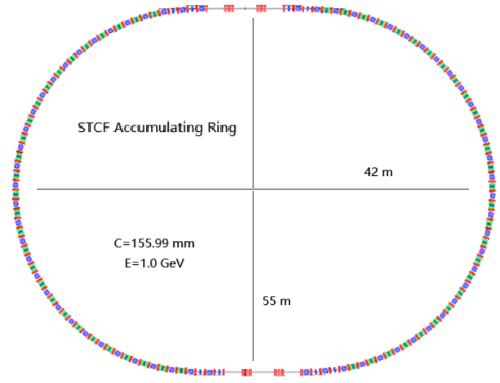 STCF Accumulating Ring
42 m
C=155.99 mm
E=1.0 GeV
55 m